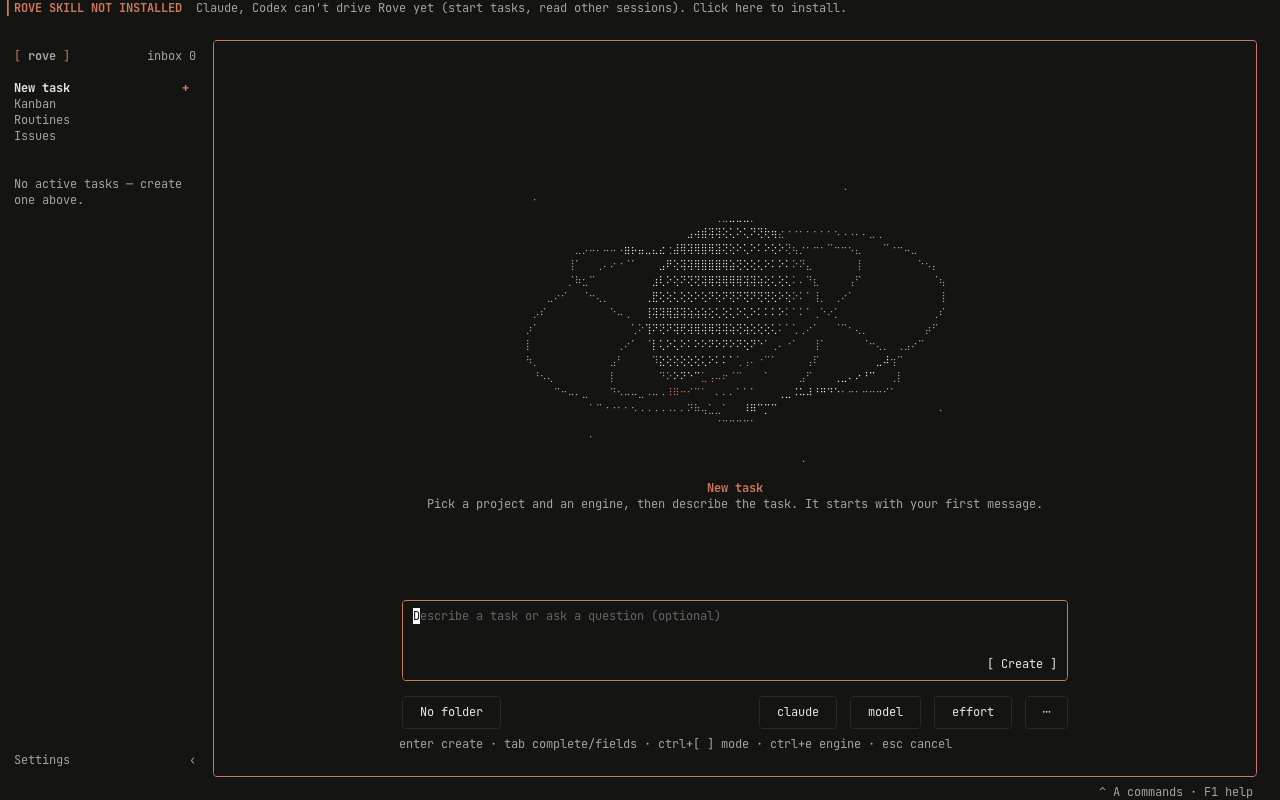 ROVE SKILL NOT INSTALLED  Claude, Codex can't drive Rove yet (start tasks, read other sessions). Click here to install.
[ rove ]  inbox 0
New task  +
Kanban
Routines
Issues
No active tasks — create
one above.
New task
Pick a project and an engine, then describe the task. It starts with your first message.
Describe a task or ask a question (optional)
[ Create ]
No folder  claude  model  effort  ⋯
enter create · tab complete/fields · ctrl+[ ] mode · ctrl+e engine · esc cancel
Settings  ‹
^ A commands · F1 help